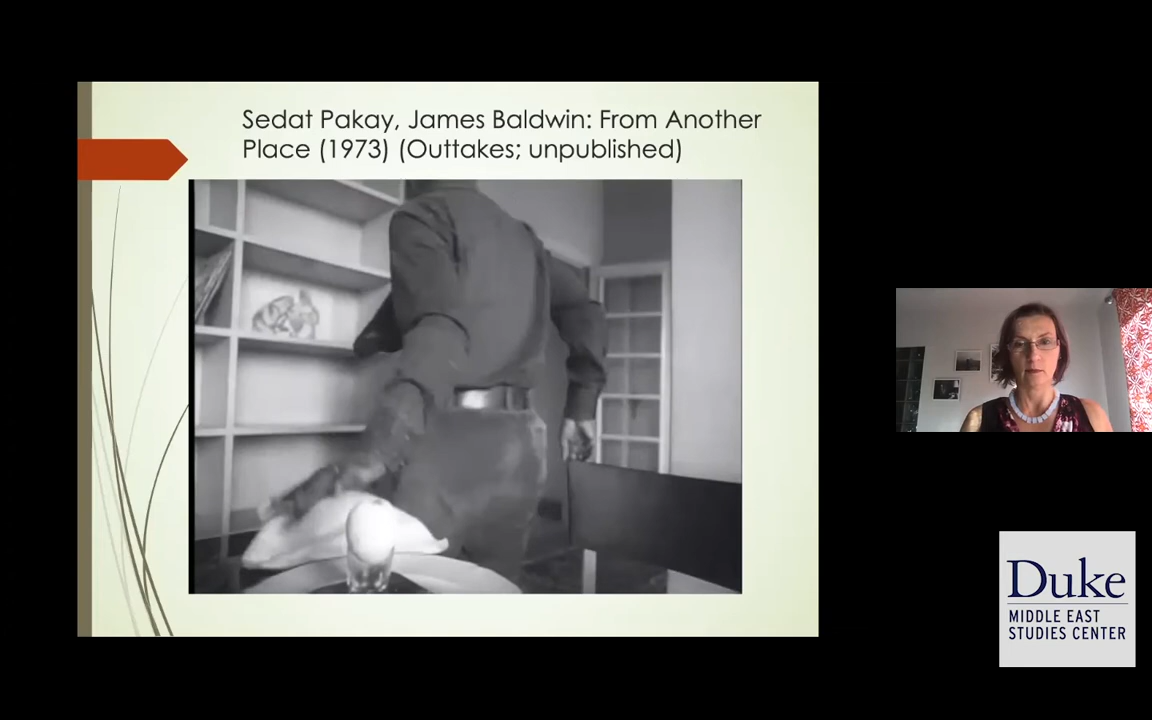 Sedat Pakay, James Baldwin: From Another
Place (1973) (Outtakes; unpublished)
Duke
MIDDLE EAST
STUDIES CENTER